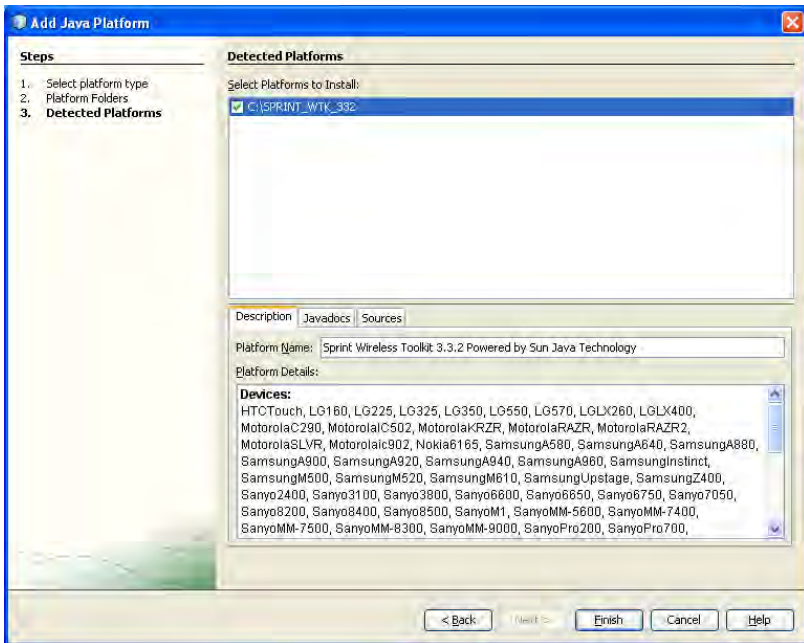 Add Java Platform
Steps
1. Select platform type
2. Platform Folders
3. Detected Platforms
Detected Platforms
Select Platforms to Install:
C:\SPRINT_WTK_332
Description Javadocs Sources
Platform Name: Sprint Wireless Toolkit 3.3.2 Powered by Sun Java Technology
Platform Details:
Devices:
HTCTouch, LG160, LG225, LG325, LG350, LG550, LG570, LGLX260, LGLX400,
MotorolaC290, MotorolaIC502, MotorolaKRZR, MotorolaRAZR, MotorolaRAZR2,
MotorolaSLVR, Motorolaic902, Nokia6165, SamsungA580, SamsungA640, SamsungA880,
SamsungA900, SamsungA920, SamsungA940, SamsungA960, SamsungInstinct,
SamsungM500, SamsungM520, SamsungM610, SamsungUpstage, SamsungZ400,
Sanyo2400, Sanyo3100, Sanyo3800, Sanyo6600, Sanyo6650, Sanyo6750, Sanyo7050,
Sanyo8200, Sanyo8400, Sanyo8500, SanyoM1, SanyoMM-5600, SanyoMM-7400,
SanyoMM-7500, SanyoMM-8300, SanyoMM-9000, SanyoPro200, SanyoPro700,
< Back Next > Finish Cancel Help